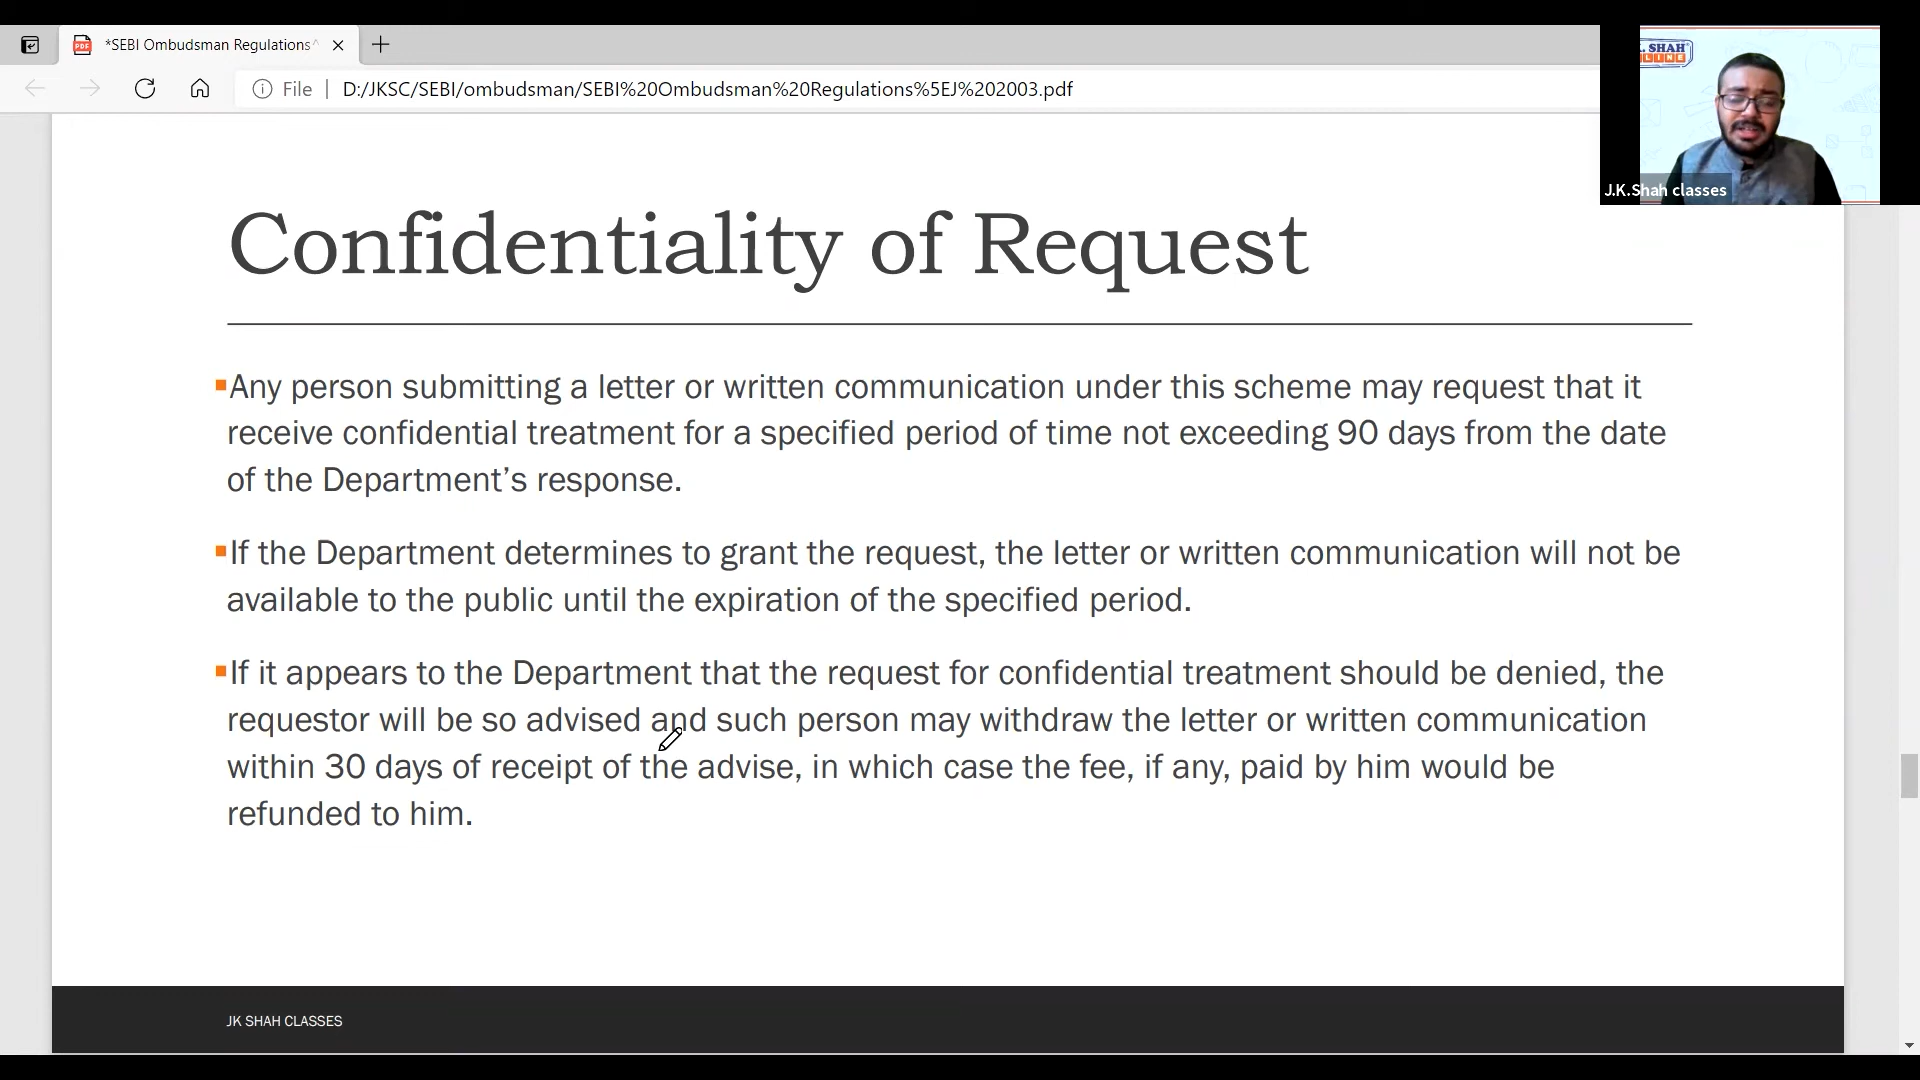 *SEBI Ombudsman Regulations^
File
D:/JKSC/SEBI/ombudsman/SEBI%20Ombudsman%20Regulations%5EJ%202003.pdf
. SHAH
LINE
J.K.Shah classes
Confidentiality of Request
Any person submitting a letter or written communication under this scheme may request that it
receive confidential treatment for a specified period of time not exceeding 90 days from the date
of the Department’s response.
If the Department determines to grant the request, the letter or written communication will not be
available to the public until the expiration of the specified period.
If it appears to the Department that the request for confidential treatment should be denied, the
requestor will be so advised and such person may withdraw the letter or written communication
within 30 days of receipt of the advise, in which case the fee, if any, paid by him would be
refunded to him.
JK SHAH CLASSES